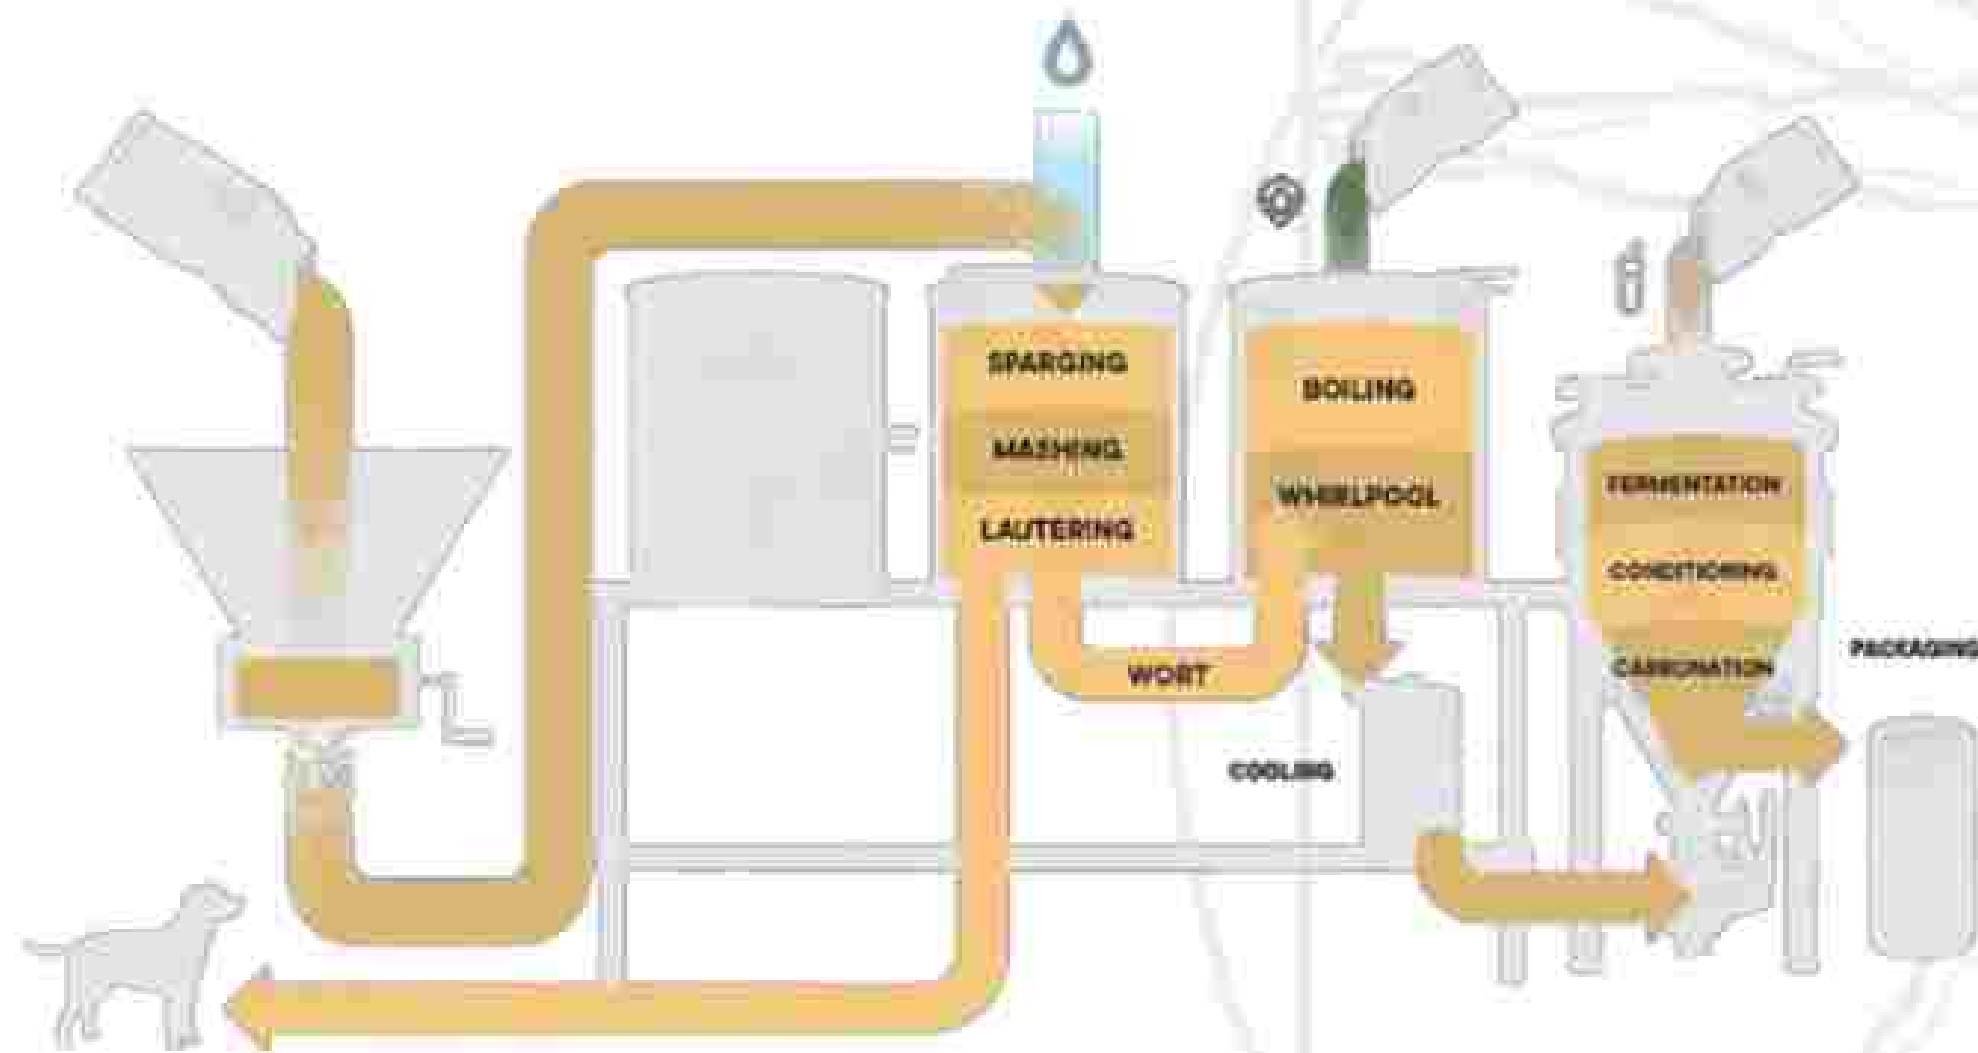 SPARGING
MASHING
LAUTERING
BOILING
WHIRLPOOL
WORT
COOLING
FERMENTATION
CONDITIONING
CARBONATION
PACKAGING